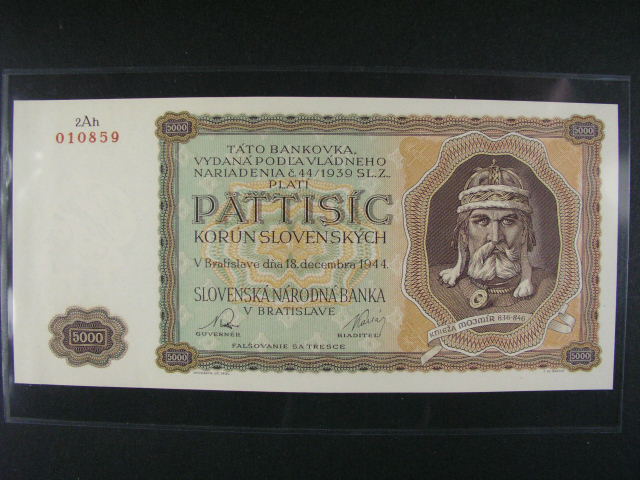 2Ah
010859
5000
5000
TÁTO BANKOVKA,
VYDANÁ PODĽA VLÁDNEHO
NARIADENIA č. 44/1939 SL. Z.,
PLATÍ
PÄŤTISÍC
KORÚN SLOVENSKÝCH
V Bratislave dňa 18. decembra 1944.
SLOVENSKÁ NÁRODNÁ BANKA
V BRATISLAVE
GUVERNÉR
RIADITEĽ
KNIEŽA MOJMÍR 836-846
5000
5000
5000
FALŠOVANIE SA TRESCE